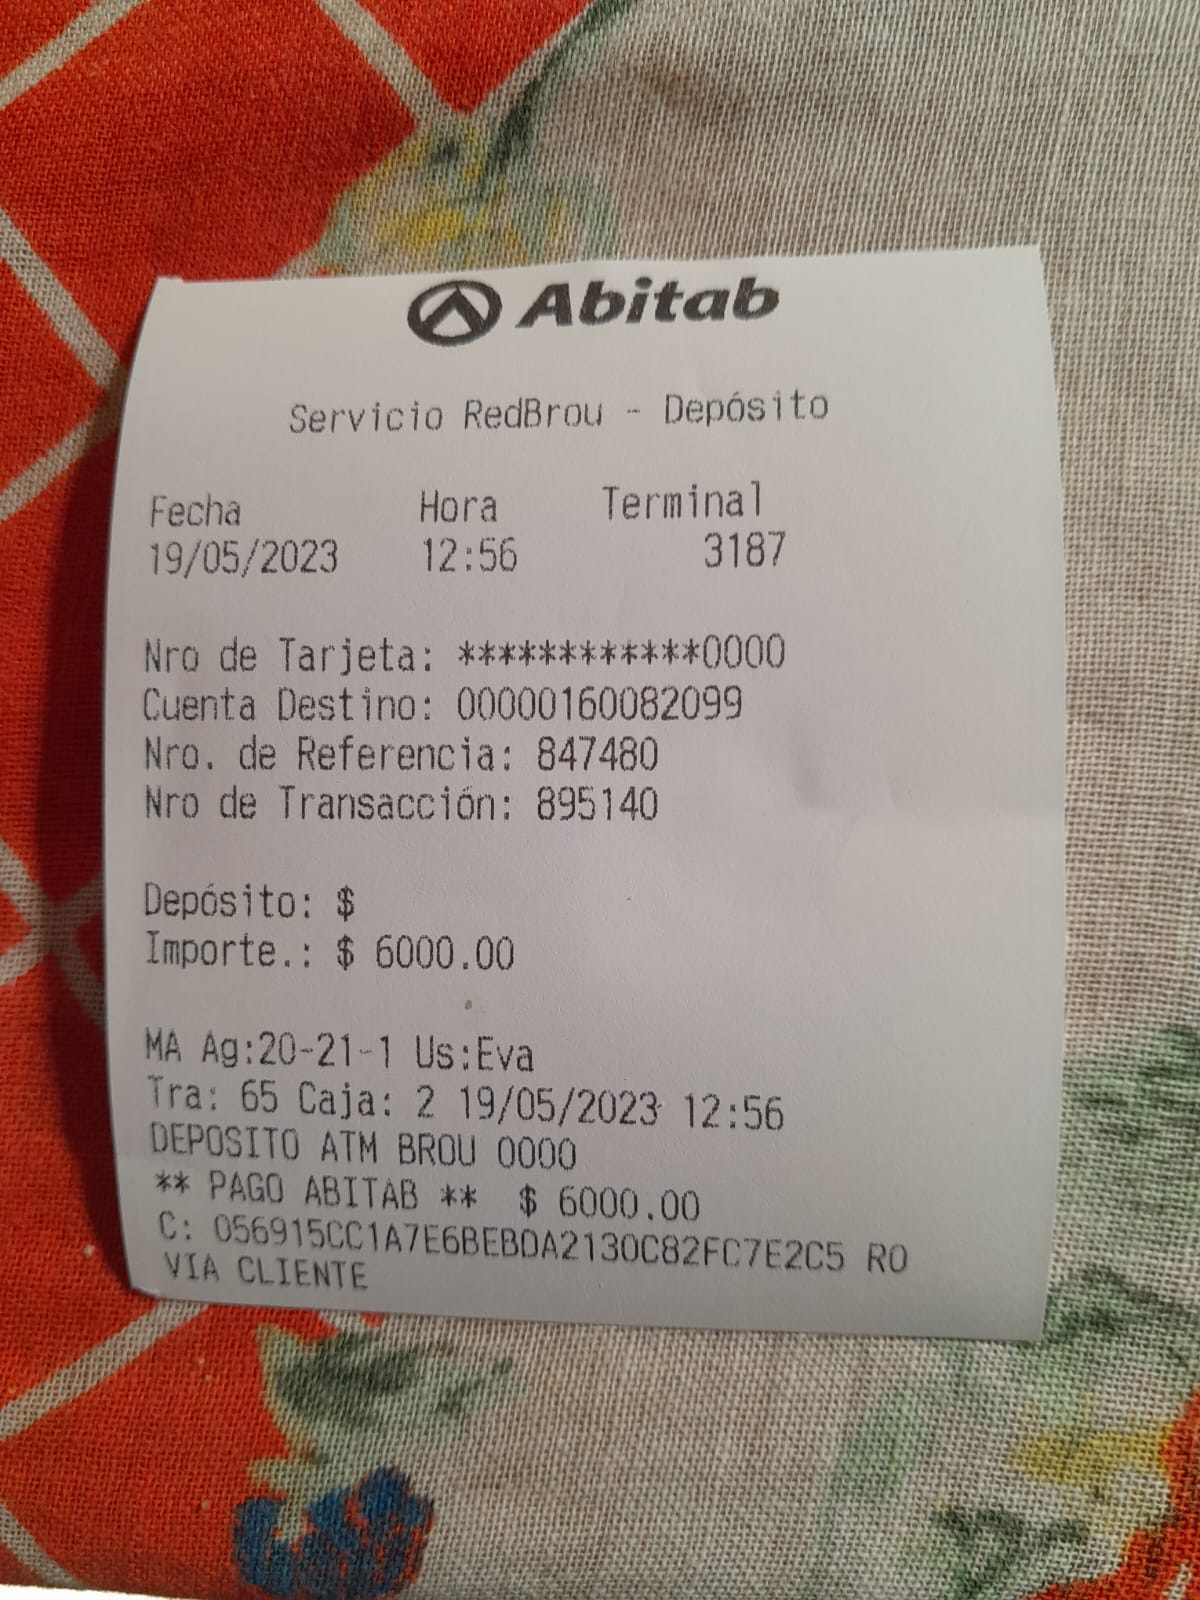 Abitab
Servicio RedBrou - Depósito
Fecha Hora Terminal
19/05/2023 12:56 3187
Nro de Tarjeta: ************0000
Cuenta Destino: 00000160082099
Nro. de Referencia: 847480
Nro de Transacción: 895140
Depósito: $
Importe.: $ 6000.00
MA Ag:20-21-1 Us:Eva
Tra: 65 Caja: 2 19/05/2023 12:56
DEPOSITO ATM BROU 0000
** PAGO ABITAB ** $ 6000.00
C: 056915CC1A7E6BEBDA2130C82FC7E2C5 RO
VIA CLIENTE